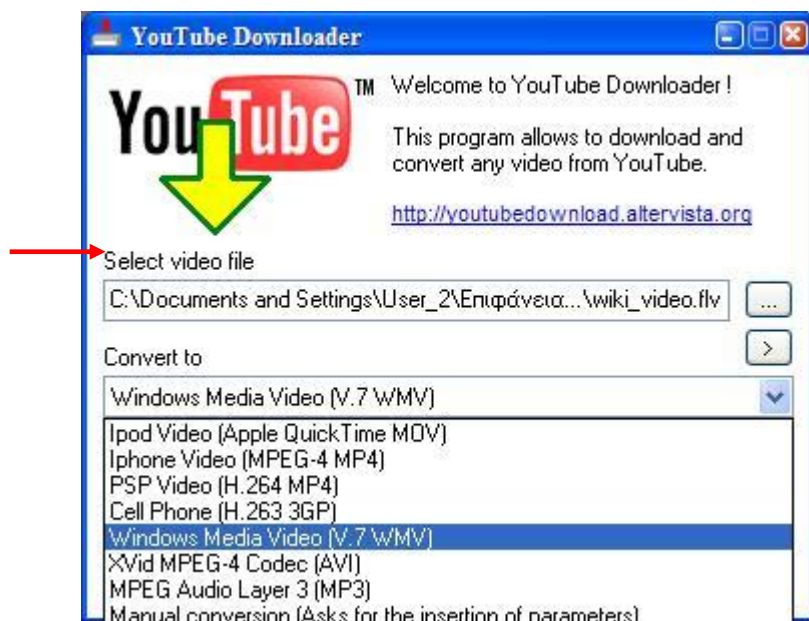 YouTube Downloader
YouTube TM
Welcome to YouTube Downloader !
This program allows to download and
convert any video from YouTube.
http://youtubedownload.altervista.org
Select video file
C:\Documents and Settings\User_2\Επιφάνεια...\wiki_video.flv
...
>
Convert to
Windows Media Video (V.7 WMV)
Ipod Video (Apple QuickTime MOV)
Iphone Video (MPEG-4 MP4)
PSP Video (H.264 MP4)
Cell Phone (H.263 3GP)
Windows Media Video (V.7 WMV)
XVid MPEG-4 Codec (AVI)
MPEG Audio Layer 3 (MP3)
Manual conversion (Asks for the insertion of parameters)